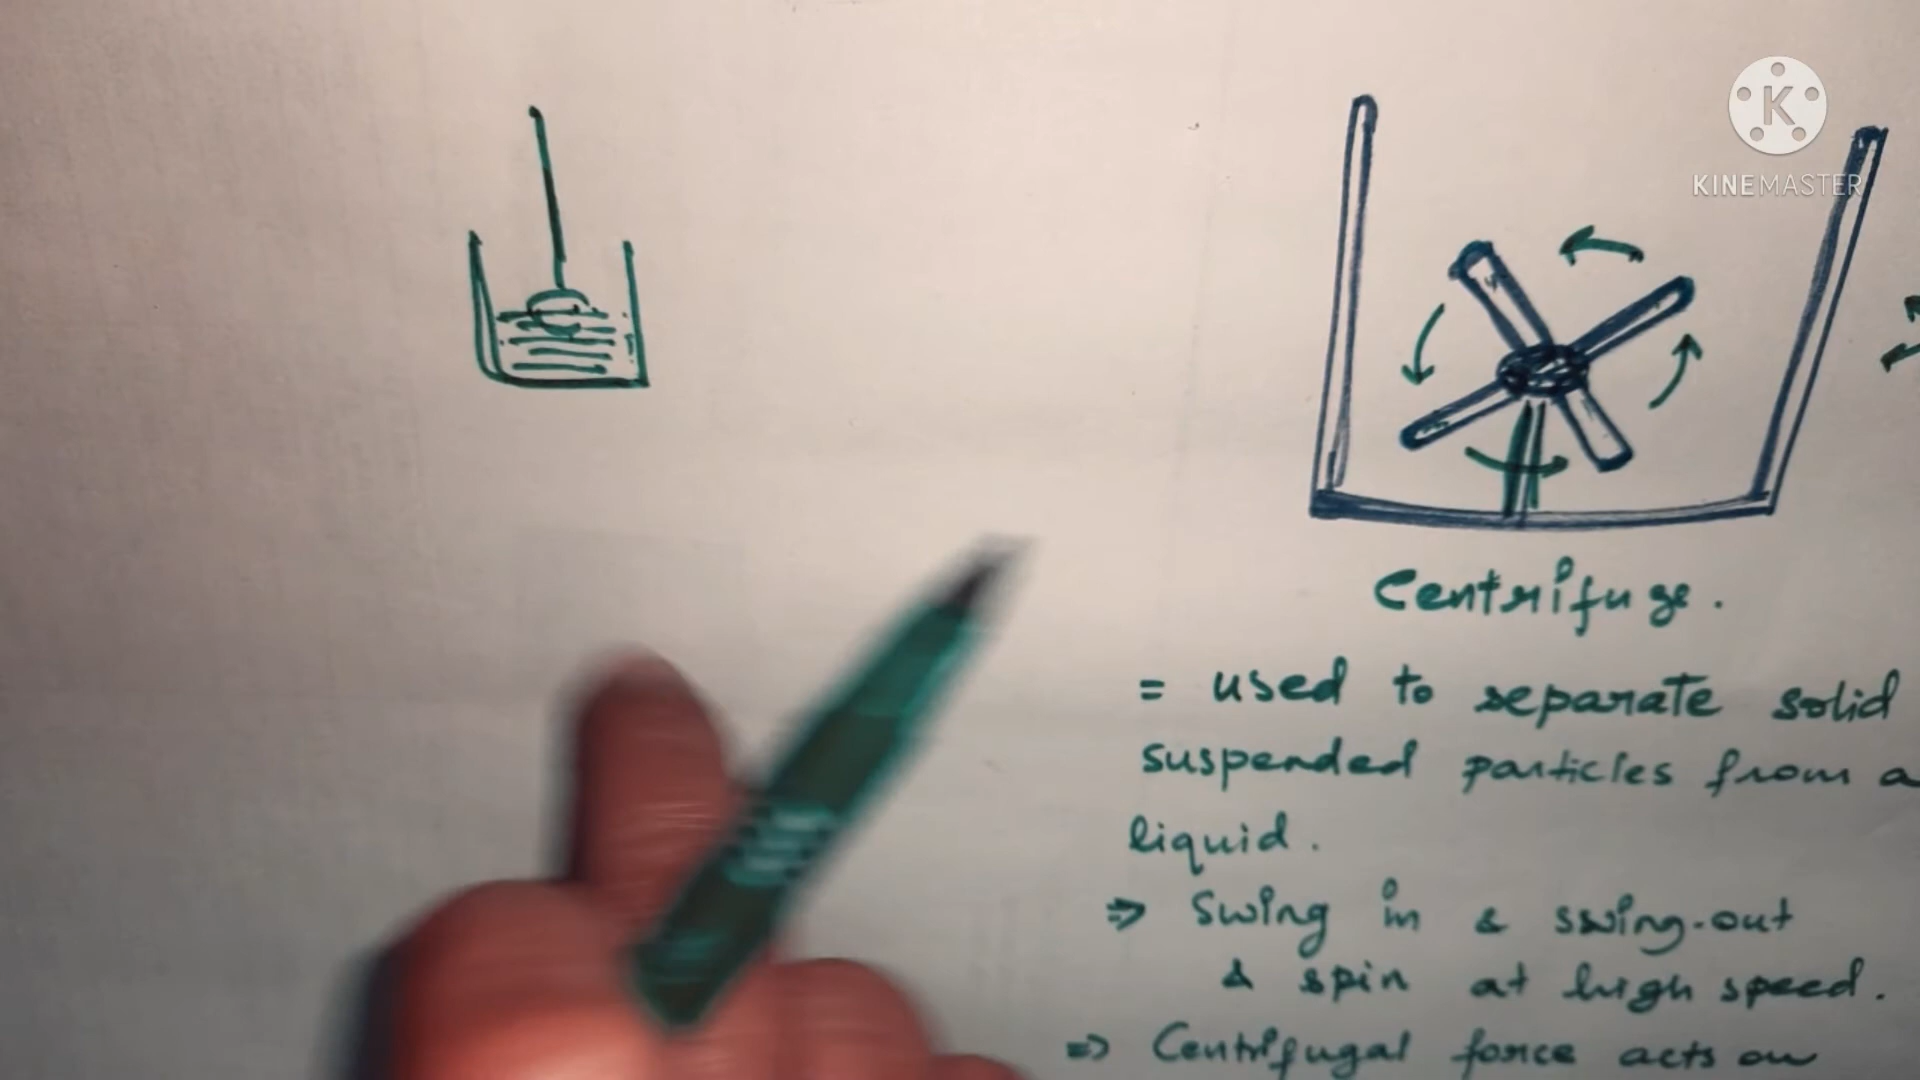 K
KINEMASTER
Centrifuge.
= used to separate solid
suspended particles from a
liquid.
⇒ Swing in & swing-out
& spin at high speed.
⇒ Centrifugal force acts on